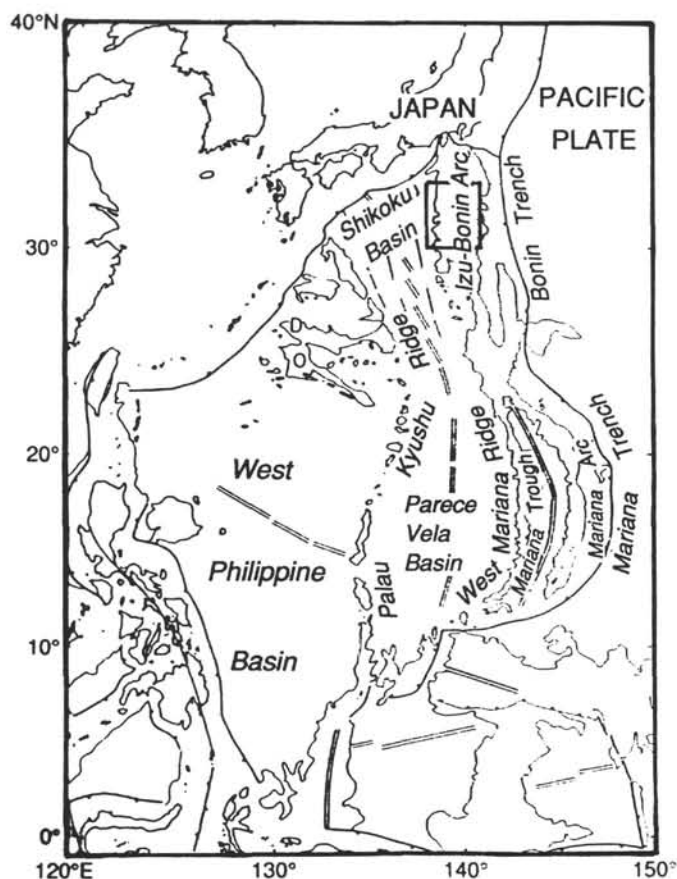 40°N
JAPAN
PACIFIC
PLATE
Shikoku
Basin
Izu-Bonin Arc
Bonin Trench
30°
D
O
Ridge
Kyushu
Palau
20°
West
Philippine
Basin
Parece
Vela
Basin
West Mariana Ridge
Mariana Trough
Mariana Arc
Mariana Trench
10°
0°
120°E
130°
140°
150°